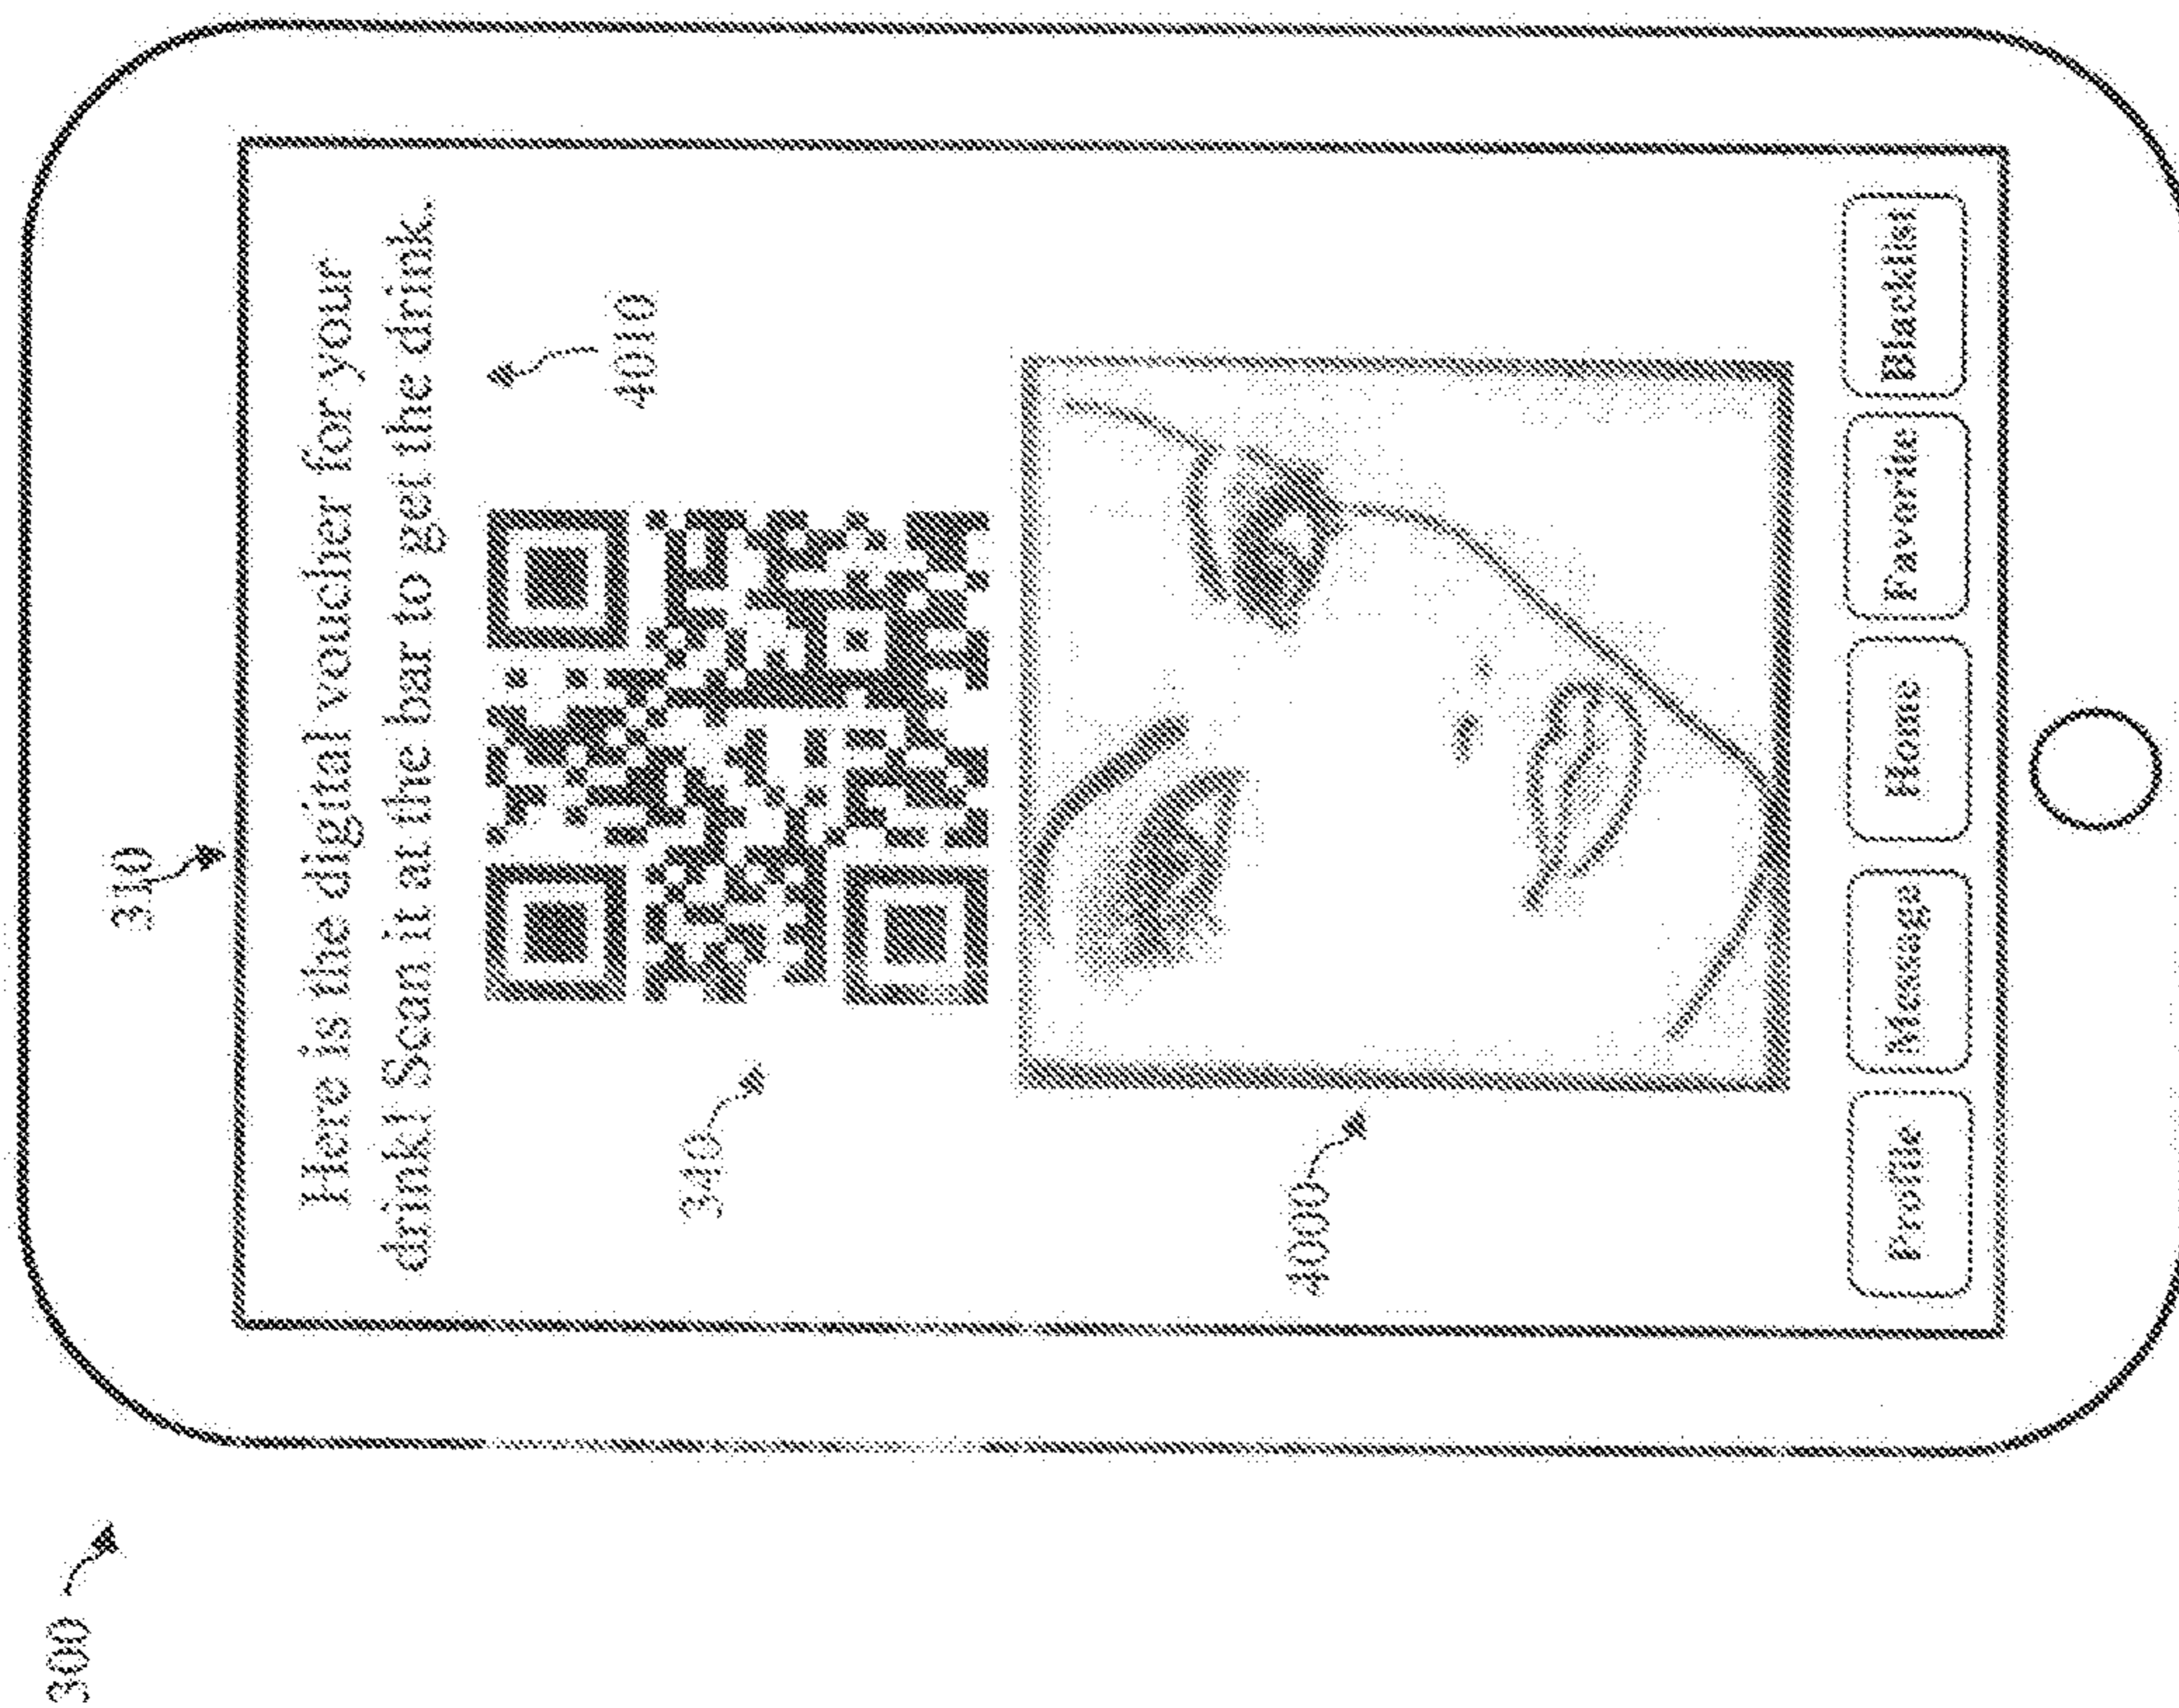 300
310
Here is the digital voucher for your
drink! Scan it at the bar to get the drink.
4010
340
4000
Profile
Message
Home
Favorite
Blacklist